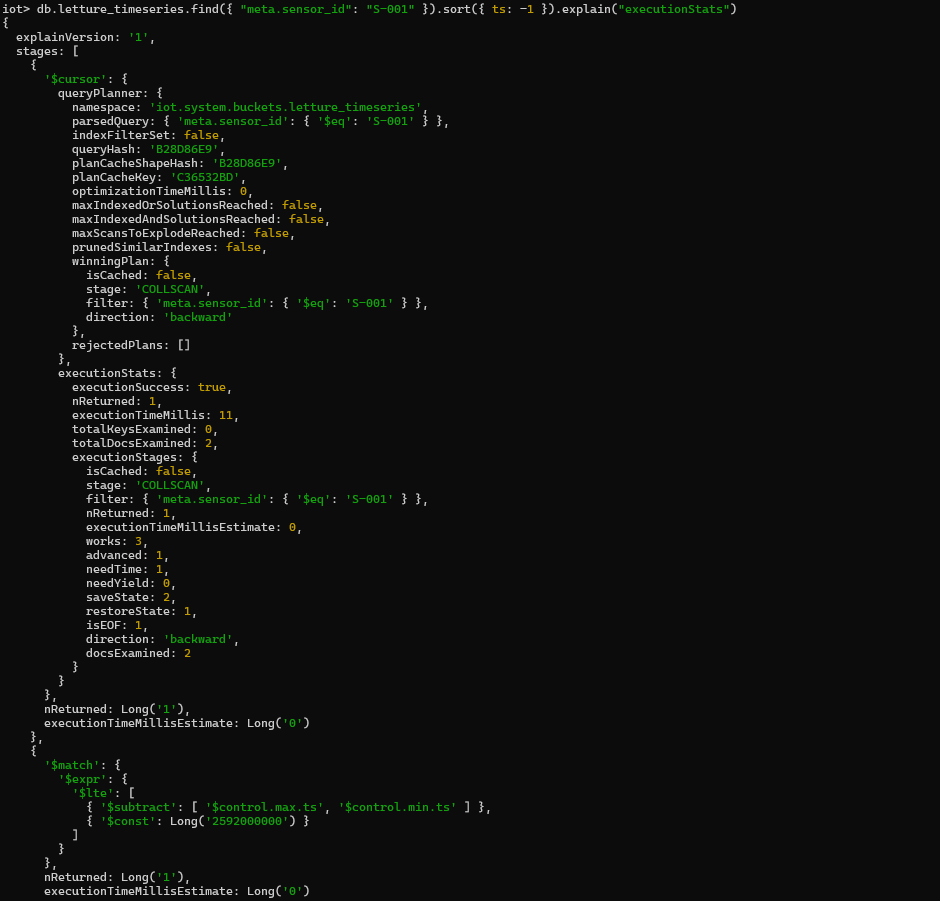 iot> db.letture_timeseries.find({ "meta.sensor_id": "S-001" }).sort({ ts: -1 }).explain("executionStats")
{
  explainVersion: '1',
  stages: [
    {
      '$cursor': {
        queryPlanner: {
          namespace: 'iot.system.buckets.letture_timeseries',
          parsedQuery: { 'meta.sensor_id': { '$eq': 'S-001' } },
          indexFilterSet: false,
          queryHash: 'B28D86E9',
          planCacheShapeHash: 'B28D86E9',
          planCacheKey: 'C36532BD',
          optimizationTimeMillis: 0,
          maxIndexedOrSolutionsReached: false,
          maxIndexedAndSolutionsReached: false,
          maxScansToExplodeReached: false,
          prunedSimilarIndexes: false,
          winningPlan: {
            isCached: false,
            stage: 'COLLSCAN',
            filter: { 'meta.sensor_id': { '$eq': 'S-001' } },
            direction: 'backward'
          },
          rejectedPlans: []
        },
        executionStats: {
          executionSuccess: true,
          nReturned: 1,
          executionTimeMillis: 11,
          totalKeysExamined: 0,
          totalDocsExamined: 2,
          executionStages: {
            isCached: false,
            stage: 'COLLSCAN',
            filter: { 'meta.sensor_id': { '$eq': 'S-001' } },
            nReturned: 1,
            executionTimeMillisEstimate: 0,
            works: 3,
            advanced: 1,
            needTime: 1,
            needYield: 0,
            saveState: 2,
            restoreState: 1,
            isEOF: 1,
            direction: 'backward',
            docsExamined: 2
          }
        }
      },
      nReturned: Long('1'),
      executionTimeMillisEstimate: Long('0')
    },
    {
      '$match': {
        '$expr': {
          '$lte': [
            { '$subtract': [ '$control.max.ts', '$control.min.ts' ] },
            { '$const': Long('2592000000') }
          ]
        }
      },
      nReturned: Long('1'),
      executionTimeMillisEstimate: Long('0')